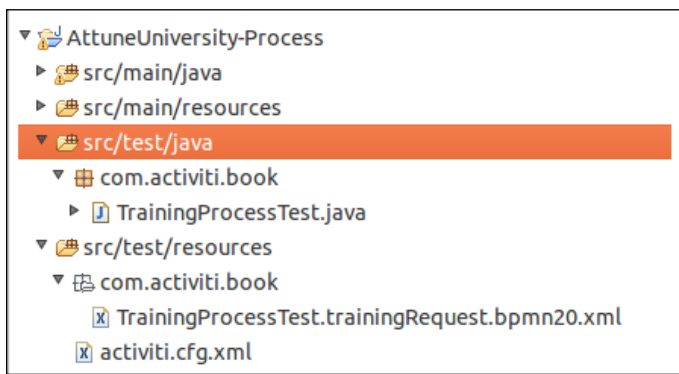 AttuneUniversity-Process
src/main/java
src/main/resources
src/test/java
com.activiti.book
TrainingProcessTest.java
src/test/resources
com.activiti.book
TrainingProcessTest.trainingRequest.bpmn20.xml
activiti.cfg.xml